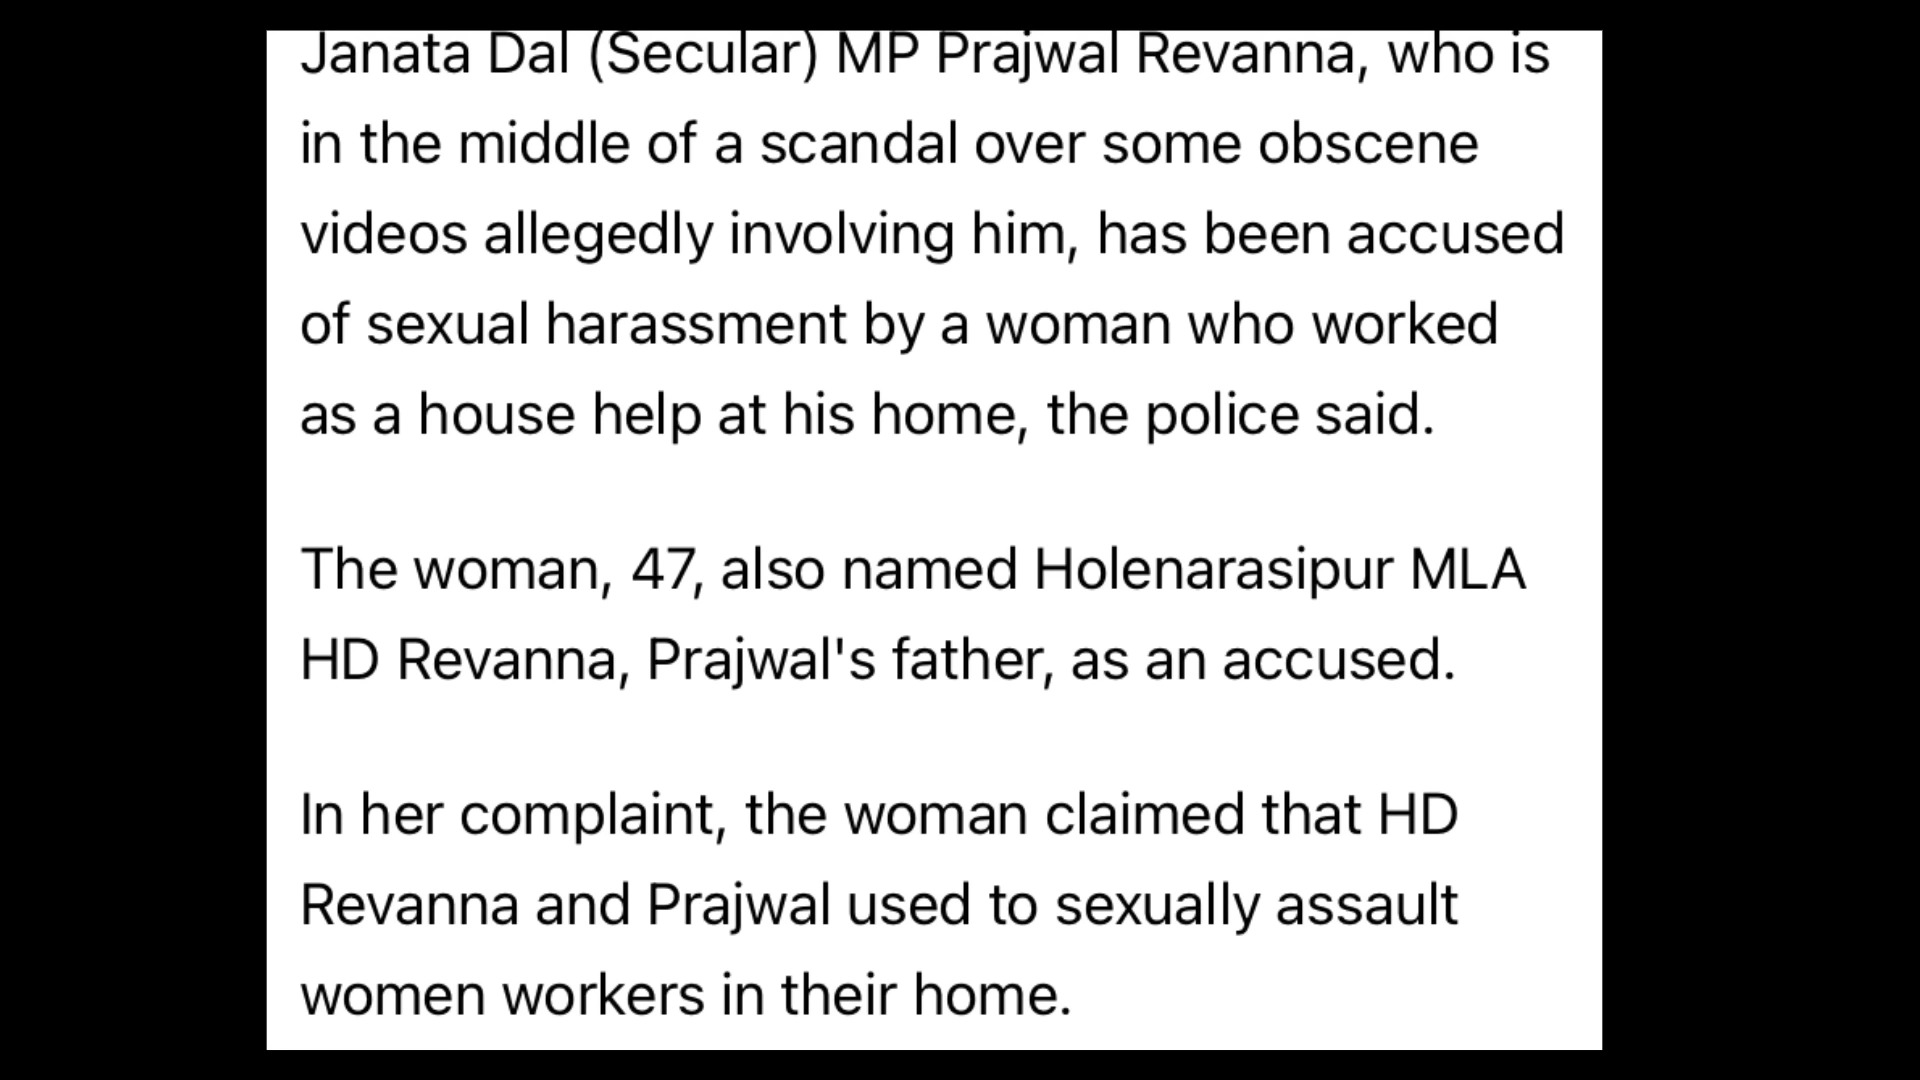 Janata Dal (Secular) MP Prajwal Revanna, who is
in the middle of a scandal over some obscene
videos allegedly involving him, has been accused
of sexual harassment by a woman who worked
as a house help at his home, the police said.
The woman, 47, also named Holenarasipur MLA
HD Revanna, Prajwal's father, as an accused.
In her complaint, the woman claimed that HD
Revanna and Prajwal used to sexually assault
women workers in their home.